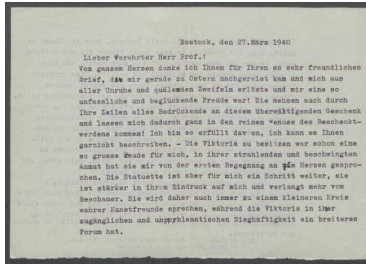 Rostock, den 27.März 1940
Lieber Verehrter Herr Prof.!
Von ganzem Herzen danke ich Ihnen für Ihren so sehr freundlichen
Brief, der mir gerade zu Ostern nachgereist kam und mich aus
aller Unruhe und quälenden Zweifeln erlöste und mir eine so
unfassliche und beglückende Freude war! Sie nehmen auch durch
Ihre Zeilen alles Bedrückende an diesem überwältigenden Geschenk
und lassen mich dadurch ganz in den reinen Genuss des Beschenkt-
werdens kommen! Ich bin so erfüllt davon, ich kann es Ihnen
garnicht beschreiben. - Die Viktoria zu besitzen war schon eine
so grosse Freude für mich, in ihrer strahlenden und beschwingten
Anmut hat sie mir von der ersten Begegnung an zum Herzen gespro-
chen. Die Statuette ist aber für mich ein Schritt weiter, sie
ist stärker in ihrem Eindruck auf mich und verlangt mehr vom
Beschauer. Sie wird daher auch immer zu einem kleineren Kreis
wahrer Kunstfreunde sprechen, während die Viktoria in ihrer
zugänglichen und unproblematischen Sieghaftigkeit ein breiteres
Forum hat.